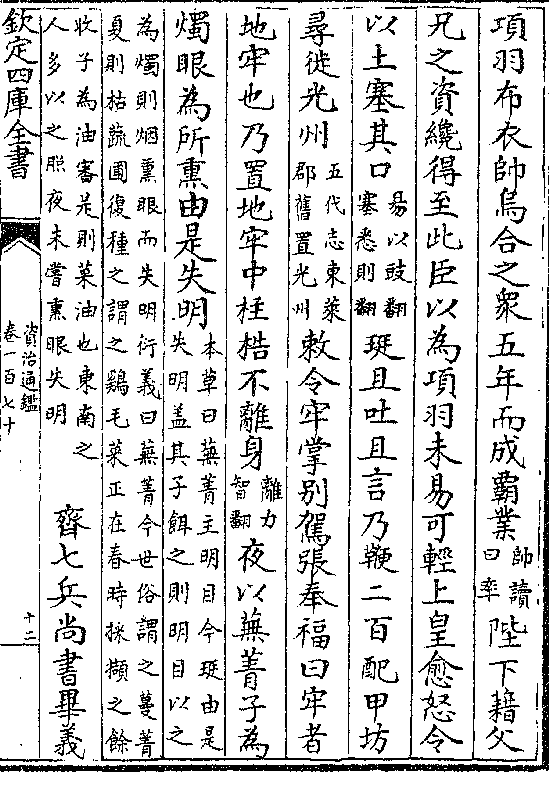 項羽布衣帥烏合之衆五年而成霸業帥讀曰率陛下籍父
兄之資纔得至此臣以為項羽未易可輕上皇愈怒令
以土塞其口易以豉翻塞悉則翻珽且吐且言乃鞭二百配甲坊
尋徙光州五代志東萊郡舊置光州敕令牢掌別駕張奉福曰牢者
地牢也乃置地牢中桎梏不離身離力智翻夜以蕪菁子為
燭眼為所熏由是失明本草曰蕪菁主明目今珽由是失明盖其子餌之則明目以之
為燭則烟熏眼而失明衍義曰蕪菁今世俗謂之蔓菁
夏則枯蔬圃復種之謂之鷄毛菜正在春時採擷之餘
收子為油審是則菜油也東南之人多以之照夜未嘗熏眼失明齊七兵尚書畢義
欽定四庫全書
資治通鑑
卷一百七十
十二